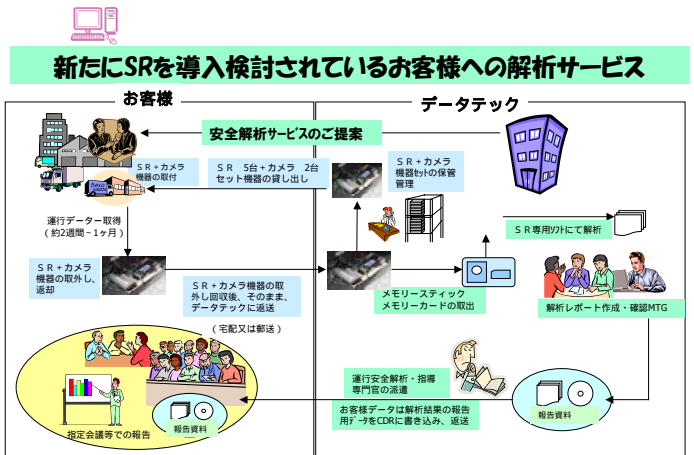 新たにSRを導入検討されているお客様への解析サービス
お客様
データテック
安全解析サービスのご提案
ＳＲ＋カメラ
機器の取付
ＳＲ　5台＋カメラ　2台
セット機器の貸し出し
ＳＲ＋カメラ
機器ｾｯﾄの保管
管理
運行データー取得
（約2週間－1ヶ月）
ＳＲ専用ｿﾌﾄにて解析
ＳＲ＋カメラ
機器の取外し、
返却
ＳＲ＋カメラ機器の取
外し回収後、そのまま、
データテックに返送
（宅配又は郵送）
メモリースティック
メモリーカードの取出
解析レポート作成・確認MTG
運行安全解析・指導
専門官の派遣
お客様データは解析結果の報告
用ﾃﾞｰﾀをCDRに書き込み、返送
報告資料
報告資料
指定会議等での報告